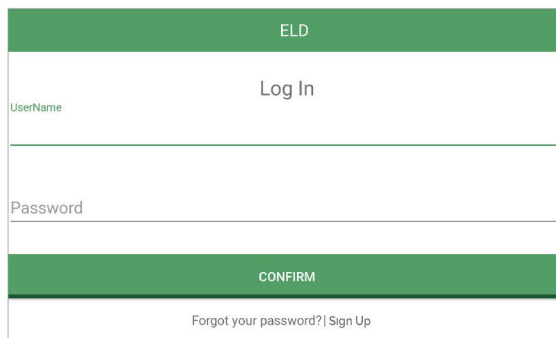 ELD
Log In
UserName
Password
CONFIRM
Forgot your password?| Sign Up